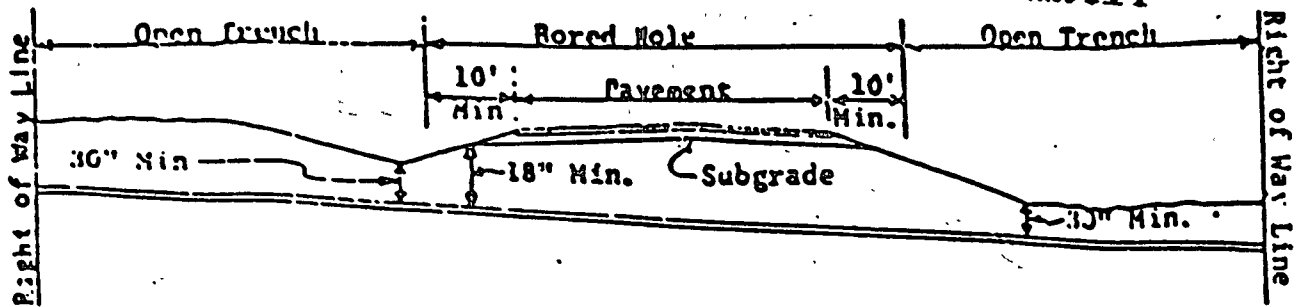 Open Trench
Bored Hole
Open Trench
10'
Min
Pavement
10'
Min.
Right of Way Line
Right of Way Line
30" Min
18" Min.
Subgrade
30" Min.